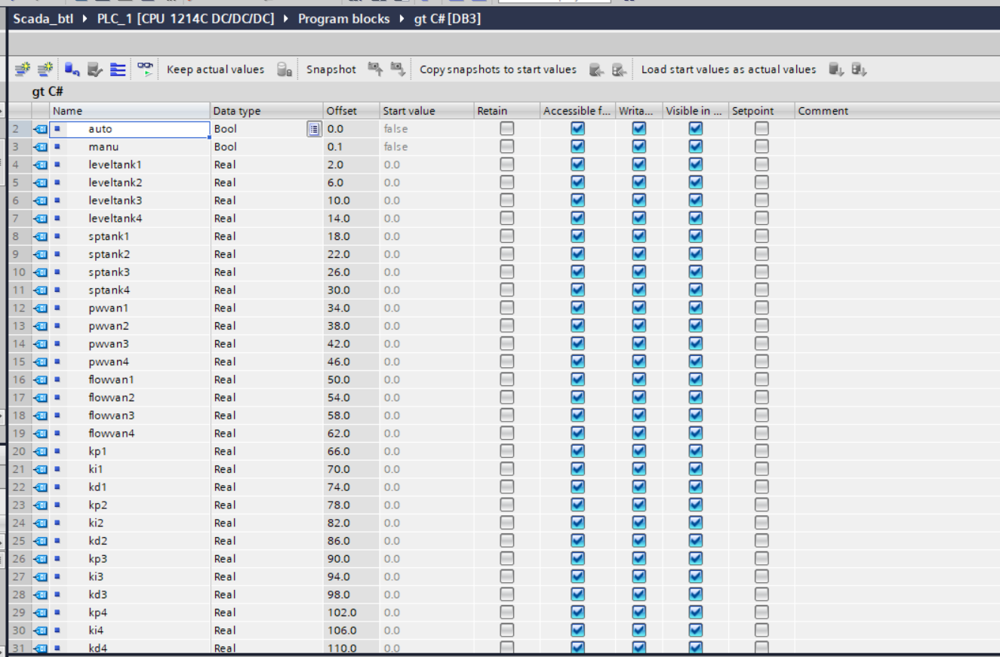 Scada_btl ▸ PLC_1 [CPU 1214C DC/DC/DC] ▸ Program blocks ▸ gt C# [DB3]
Keep actual values Snapshot Copy snapshots to start values Load start values as actual values
gt C#
Name Data type Offset Start value Retain Accessible f... Writa... Visible in ... Setpoint Comment
2 auto Bool 0.0 false
3 manu Bool 0.1 false
4 leveltank1 Real 2.0 0.0
5 leveltank2 Real 6.0 0.0
6 leveltank3 Real 10.0 0.0
7 leveltank4 Real 14.0 0.0
8 sptank1 Real 18.0 0.0
9 sptank2 Real 22.0 0.0
10 sptank3 Real 26.0 0.0
11 sptank4 Real 30.0 0.0
12 pwvan1 Real 34.0 0.0
13 pwvan2 Real 38.0 0.0
14 pwvan3 Real 42.0 0.0
15 pwvan4 Real 46.0 0.0
16 flowvan1 Real 50.0 0.0
17 flowvan2 Real 54.0 0.0
18 flowvan3 Real 58.0 0.0
19 flowvan4 Real 62.0 0.0
20 kp1 Real 66.0 0.0
21 ki1 Real 70.0 0.0
22 kd1 Real 74.0 0.0
23 kp2 Real 78.0 0.0
24 ki2 Real 82.0 0.0
25 kd2 Real 86.0 0.0
26 kp3 Real 90.0 0.0
27 ki3 Real 94.0 0.0
28 kd3 Real 98.0 0.0
29 kp4 Real 102.0 0.0
30 ki4 Real 106.0 0.0
31 kd4 Real 110.0 0.0